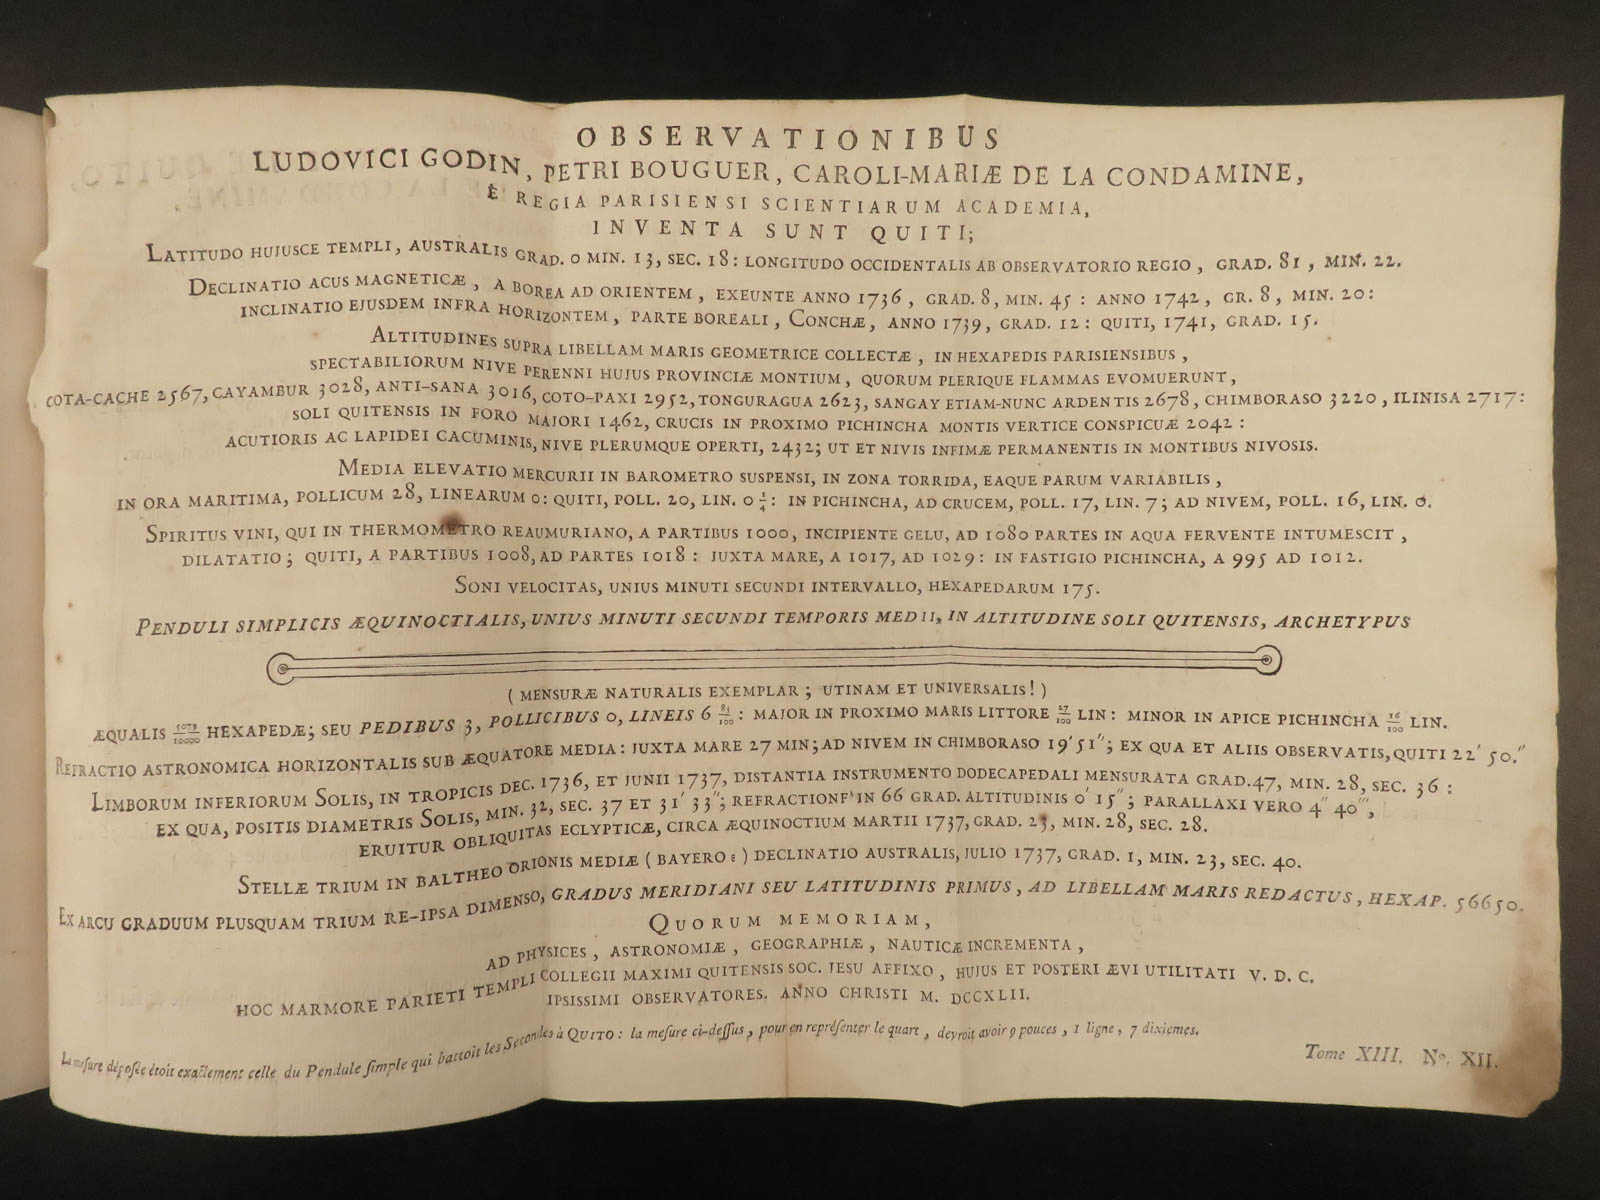 OBSERVATIONIBUS
LUDOVICI GODIN, PETRI BOUGUER, CAROLI-MARIÆ DE LA CONDAMINE,
È REGIA PARISIENSI SCIENTIARUM ACADEMIA,
INVENTA SUNT QUITI;
LATITUDO HUJUSCE TEMPLI, AUSTRALIS GRAD. 0 MIN. 13, SEC. 18: LONGITUDO OCCIDENTALIS AB OBSERVATORIO REGIO, GRAD. 81, MIN. 22.
DECLINATIO ACUS MAGNETICÆ, A BOREA AD ORIENTEM, EXEUNTE ANNO 1736, GRAD. 8, MIN. 45: ANNO 1742, GR. 8, MIN. 20:
INCLINATIO EJUSDEM INFRA HORIZONTEM, PARTE BOREALI, CONCHÆ, ANNO 1739, GRAD. 12: QUITI, 1741, GRAD. 15.
ALTITUDINES SUPRA LIBELLAM MARIS GEOMETRICE COLLECTÆ, IN HEXAPEDIS PARISIENSIBUS,
SPECTABILIORUM NIVE PERENNI HUJUS PROVINCIÆ MONTIUM, QUORUM PLERIQUE FLAMMAS EVOMUERUNT,
COTA-CACHE 2567, CAYAMBUR 3028, ANTI-SANA 3016, COTO-PAXI 2952, TONGURAGUA 2623, SANGAY ETIAM-NUNC ARDENTIS 2678, CHIMBORASO 3220, ILINISA 2717:
SOLI QUITENSIS IN FORO MAJORI 1462, CRUCIS IN PROXIMO PICHINCHA MONTIS VERTICE CONSPICUÆ 2042:
ACUTIORIS AC LAPIDEI CACUMINIS, NIVE PLERUMQUE OPERTI, 2432; UT ET NIVIS INFIMÆ PERMANENTIS IN MONTIBUS NIVOSIS.
MEDIA ELEVATIO MERCURII IN BAROMETRO SUSPENSI, IN ZONA TORRIDA, EAQUE PARUM VARIABILIS,
IN ORA MARITIMA, POLLICUM 28, LINEARUM 0: QUITI, POLL. 20, LIN. 0 1/4: IN PICHINCHA, AD CRUCEM, POLL. 17, LIN. 7; AD NIVEM, POLL. 16, LIN. 0.
SPIRITUS VINI, QUI IN THERMOMETRO REAUMURIANO, A PARTIBUS 1000, INCIPIENTE GELU, AD 1080 PARTES IN AQUA FERVENTE INTUMESCIT,
DILATATIO; QUITI, A PARTIBUS 1008, AD PARTES 1018: JUXTA MARE, A 1017, AD 1029: IN FASTIGIO PICHINCHA, A 995 AD 1012.
SONI VELOCITAS, UNIUS MINUTI SECUNDI INTERVALLO, HEXAPEDARUM 175.
PENDULI SIMPLICIS ÆQUINOCTIALIS, UNIUS MINUTI SECUNDI TEMPORIS MEDII, IN ALTITUDINE SOLI QUITENSIS, ARCHETYPUS
(MENSURÆ NATURALIS EXEMPLAR; UTINAM ET UNIVERSALIS!)
ÆQUALIS 5079/10000 HEXAPEDÆ; SEU PEDIBUS 3, POLLICIBUS 0, LINEIS 6 83/100: MAJOR IN PROXIMO MARIS LITTORE 27/100 LIN: MINOR IN APICE PICHINCHA 16/100 LIN.
REFRACTIO ASTRONOMICA HORIZONTALIS SUB ÆQUATORE MEDIA: JUXTA MARE 27 MIN; AD NIVEM IN CHIMBORASO 19′ 51″; EX QUA ET ALIIS OBSERVATIS, QUITI 22′ 50.″
LIMBORUM INFERIORUM SOLIS, IN TROPICIS DEC. 1736, ET JUNII 1737, DISTANTIA INSTRUMENTO DODECAPEDALI MENSURATA GRAD. 47, MIN. 28, SEC. 36:
EX QUA, POSITIS DIAMETRIS SOLIS, MIN. 32, SEC. 37 ET 31′ 33″; REFRACTIONE IN 66 GRAD. ALTITUDINIS 0′ 15″; PARALLAXI VERO 4″ 40‴,
ERUITUR OBLIQUITAS ECLYPTICÆ, CIRCA ÆQUINOCTIUM MARTII 1737, GRAD. 23, MIN. 28, SEC. 28.
STELLÆ TRIUM IN BALTHEO ORIONIS MEDIÆ (BAYERO ε) DECLINATIO AUSTRALIS, JULIO 1737, GRAD. 1, MIN. 23, SEC. 40.
EX ARCU GRADUUM PLUSQUAM TRIUM RE-IPSA DIMENSO, GRADUS MERIDIANI SEU LATITUDINIS PRIMUS, AD LIBELLAM MARIS REDACTUS, HEXAP. 56650.
QUORUM MEMORIAM,
AD PHYSICES, ASTRONOMIÆ, GEOGRAPHIÆ, NAUTICÆ INCREMENTA,
HOC MARMORE PARIETI TEMPLI COLLEGII MAXIMI QUITENSIS SOC. JESU AFFIXO, HUJUS ET POSTERI ÆVI UTILITATI V. D. C.
IPSISSIMI OBSERVATORES. ANNO CHRISTI M. DCCXLII.
La mesure déposée étoit exactement celle du Pendule simple qui battoit les Secondes à QUITO: la mesure ci-dessus, pour en représenter le quart, devroit avoir 9 pouces, 1 ligne, 7 dixiemes.
Tome XIII. No. XII.